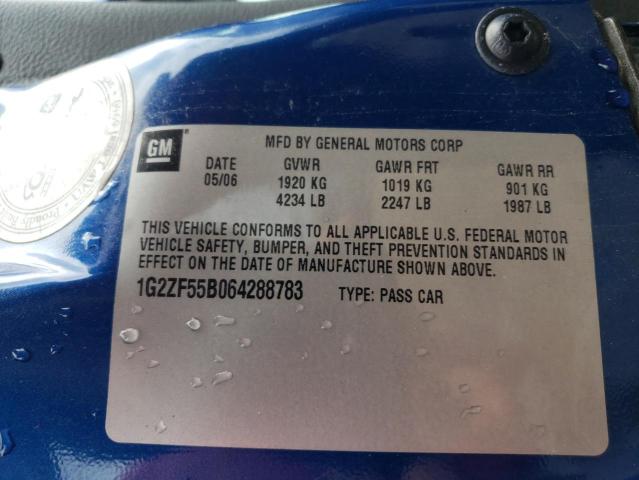 GM
MFD BY GENERAL MOTORS CORP
DATE GVWR GAWR FRT GAWR RR
05/06 1920 KG 1019 KG 901 KG
4234 LB 2247 LB 1987 LB
THIS VEHICLE CONFORMS TO ALL APPLICABLE U.S. FEDERAL MOTOR
VEHICLE SAFETY, BUMPER, AND THEFT PREVENTION STANDARDS IN
EFFECT ON THE DATE OF MANUFACTURE SHOWN ABOVE.
1G2ZF55B064288783 TYPE: PASS CAR